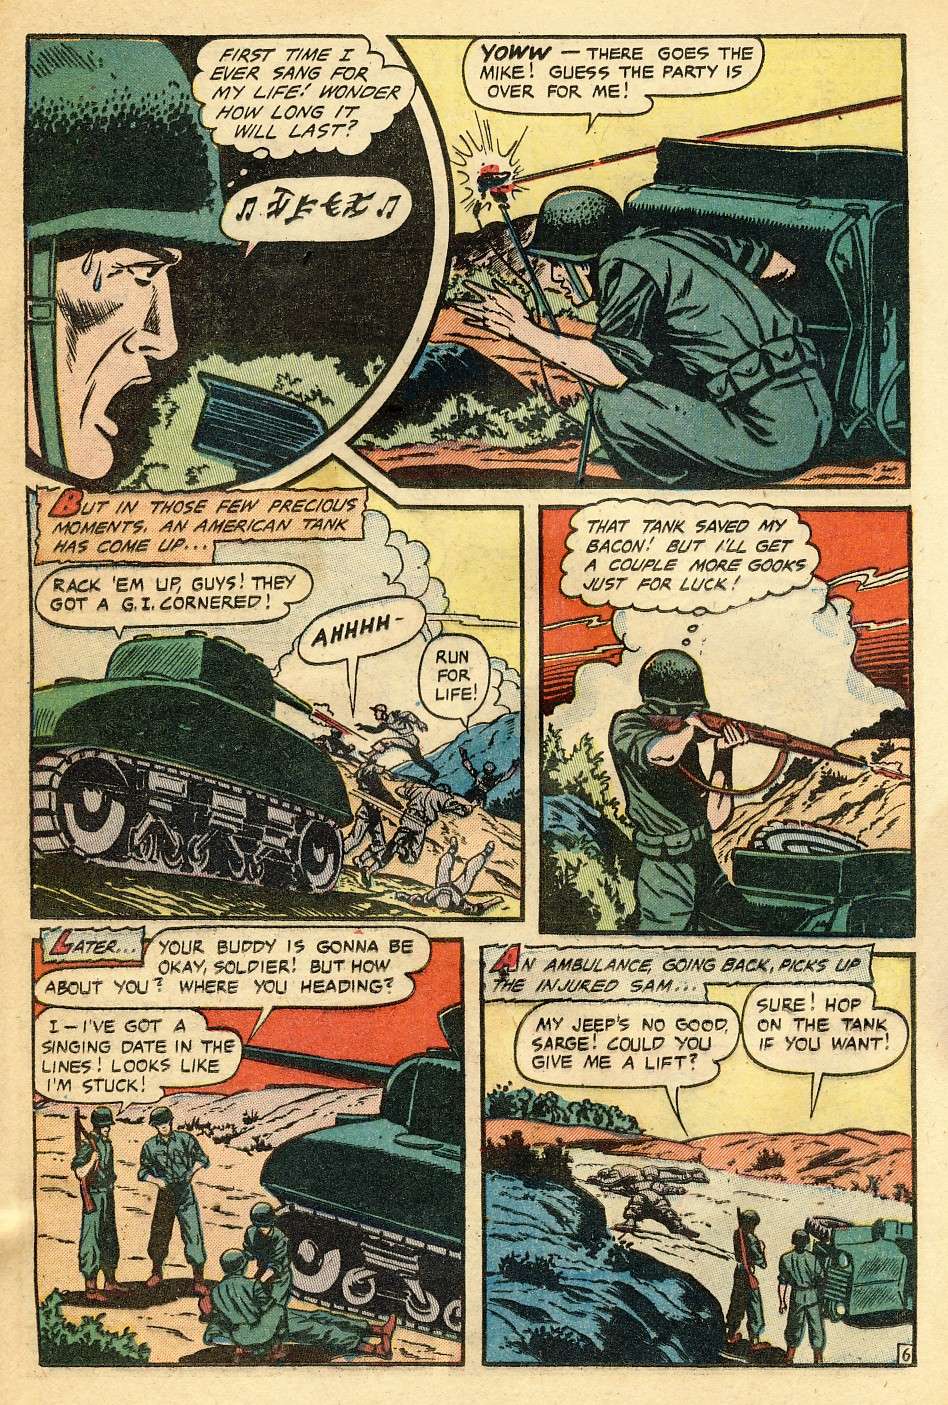 FIRST TIME I
EVER SANG FOR
MY LIFE! WONDER
HOW LONG IT
WILL LAST?
YOWW — THERE GOES THE
MIKE! GUESS THE PARTY IS
OVER FOR ME!
BUT IN THOSE FEW PRECIOUS
MOMENTS, AN AMERICAN TANK
HAS COME UP...
RACK 'EM UP, GUYS! THEY
GOT A G.I. CORNERED!
AHHHH-
RUN
FOR
LIFE!
THAT TANK SAVED MY
BACON! BUT I'LL GET
A COUPLE MORE GOOKS
JUST FOR LUCK!
LATER...
YOUR BUDDY IS GONNA BE
OKAY, SOLDIER! BUT HOW
ABOUT YOU? WHERE YOU HEADING?
I-I'VE GOT A
SINGING DATE IN THE
LINES! LOOKS LIKE
I'M STUCK!
AN AMBULANCE, GOING BACK, PICKS UP
THE INJURED SAM...
MY JEEP'S NO GOOD,
SARGE! COULD YOU
GIVE ME A LIFT?
SURE! HOP
ON THE TANK
IF YOU WANT!
6